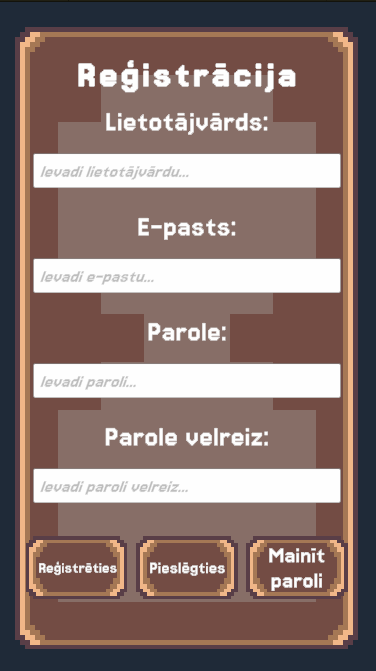 Reģistrācija
Lietotājvārds:
Ievadi lietotājvārdu...
E-pasts:
Ievadi e-pastu...
Parole:
Ievadi paroli...
Parole velreiz:
Ievadi paroli velreiz...
Reģistrēties
Pieslēgties
Mainīt
paroli